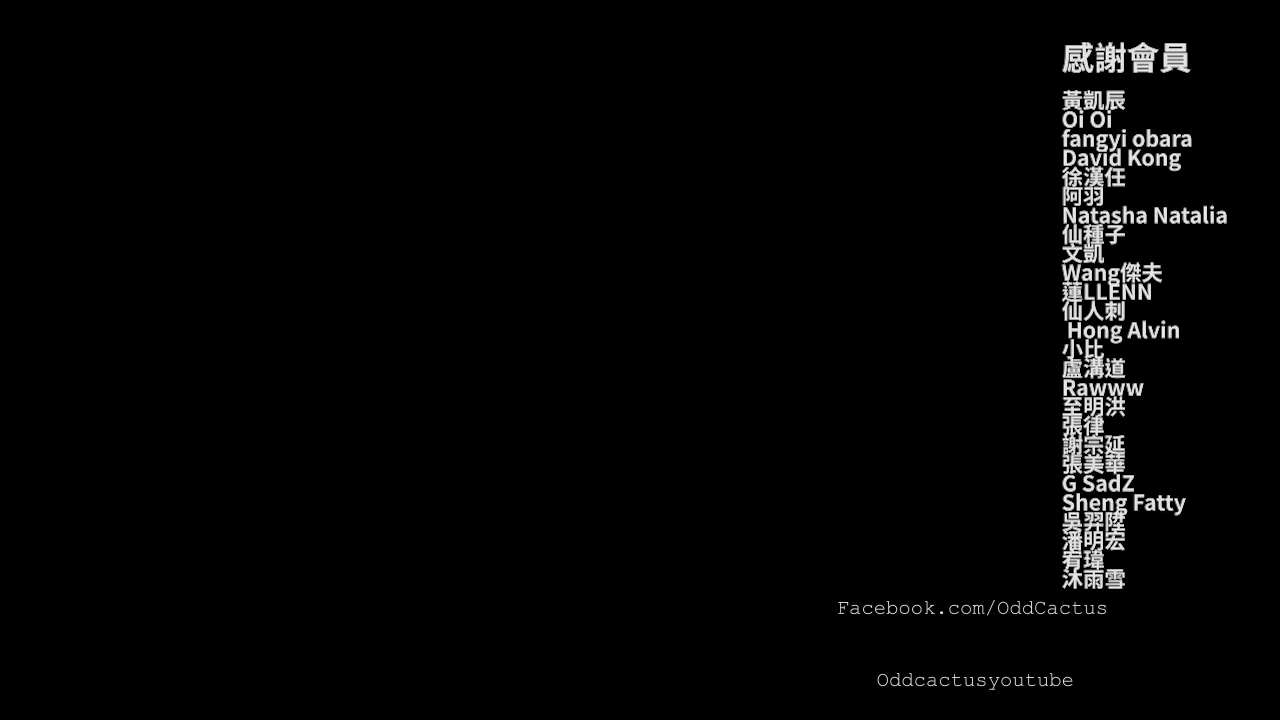 感謝會員
黃凱辰
Oi Oi
fangyi obara
David Kong
徐漢任
阿羽
Natasha Natalia
仙種子
文凱
Wang傑夫
蓮LLENN
仙人刺
Hong Alvin
小比
盧溝道
Rawww
至明洪
張律
謝宗延
張美華
G SadZ
Sheng Fatty
吳羿陞
潘明宏
宥瑋
沐雨雪
Facebook.com/OddCactus
Oddcactusyoutube